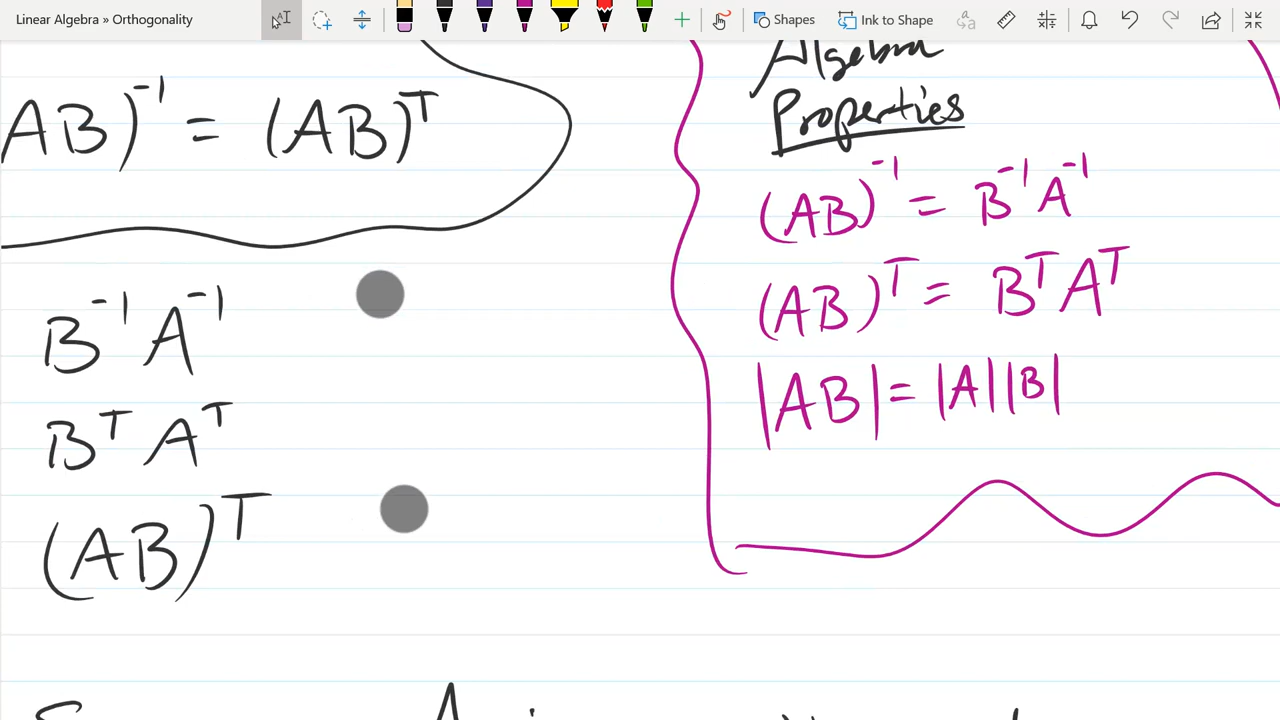 Linear Algebra » Orthogonality
Shapes
Ink to Shape
AB)⁻¹ = (AB)ᵀ
B⁻¹A⁻¹
BᵀAᵀ
(AB)ᵀ
Algebra
Properties
(AB)⁻¹ = B⁻¹A⁻¹
(AB)ᵀ = BᵀAᵀ
|AB| = |A||B|